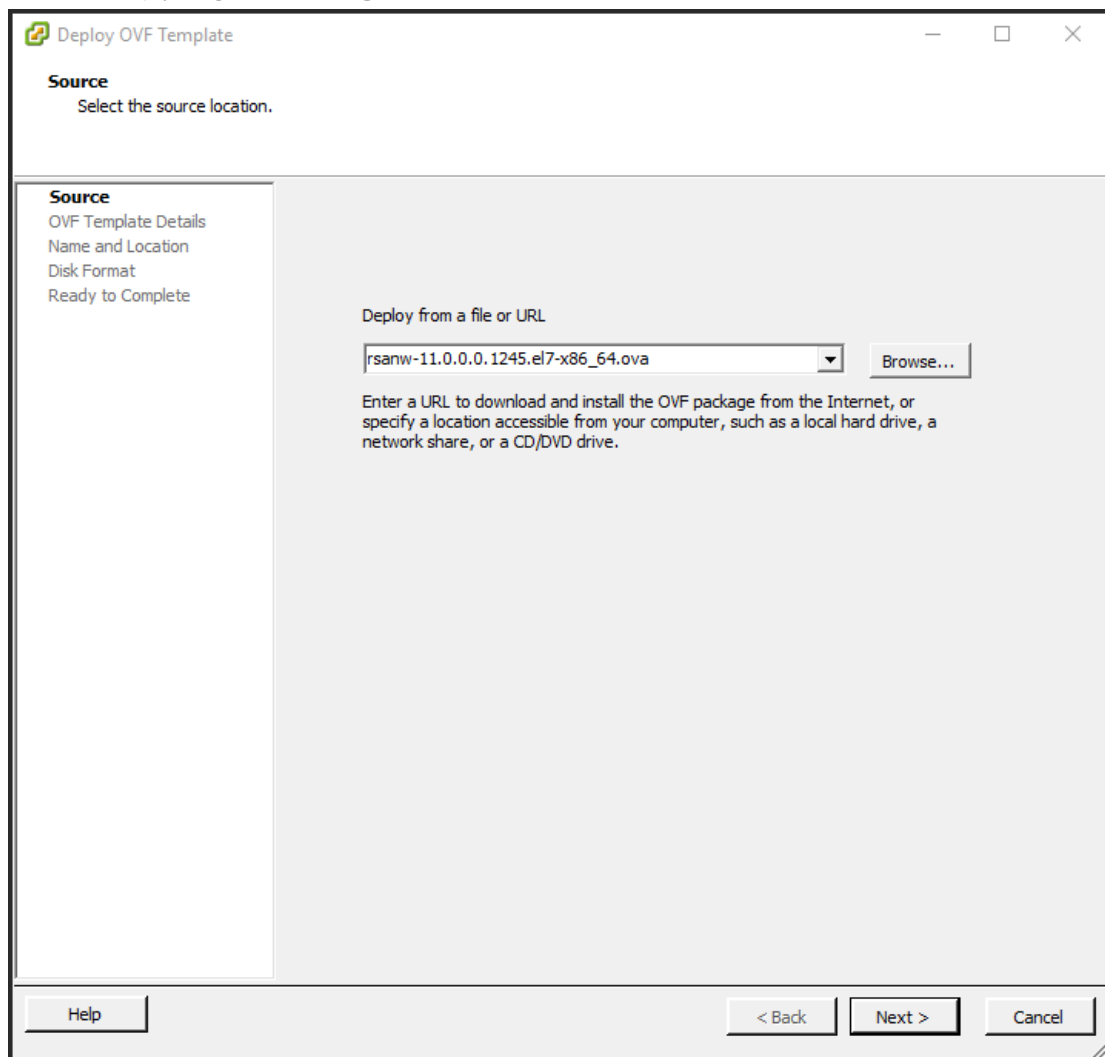 Deploy OVF Template
Source
Select the source location.
Source
OVF Template Details
Name and Location
Disk Format
Ready to Complete
Deploy from a file or URL
rsanw-11.0.0.0.1245.el7-x86_64.ova
Browse...
Enter a URL to download and install the OVF package from the Internet, or
specify a location accessible from your computer, such as a local hard drive, a
network share, or a CD/DVD drive.
Help
< Back
Next >
Cancel